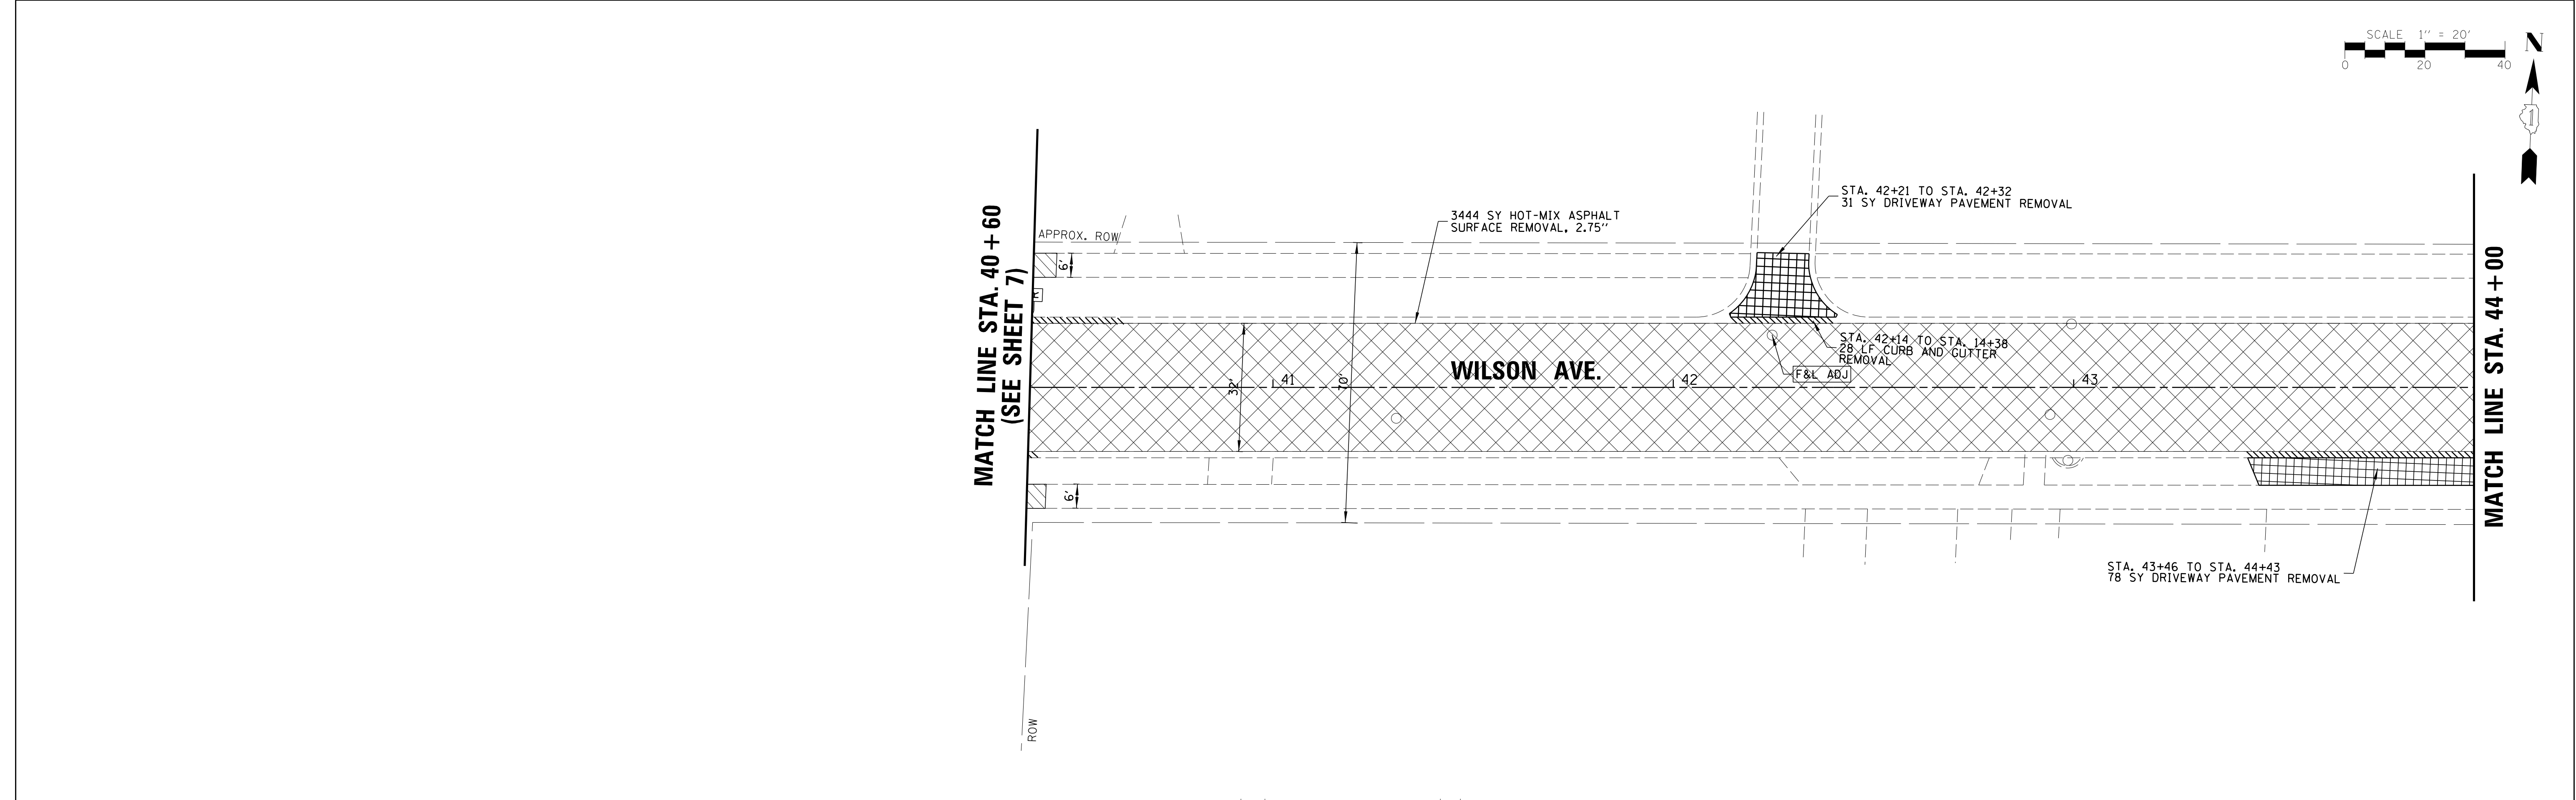 SCALE 1" = 20'
0 20 40
N
1
STA. 42+21 TO STA. 42+32
31 SY DRIVEWAY PAVEMENT REMOVAL
3444 SY HOT-MIX ASPHALT
SURFACE REMOVAL, 2.75"
APPROX. ROW
MATCH LINE STA. 40+60
(SEE SHEET 7)
6'
STA. 42+14 TO STA. 14+38
28 LF CURB AND GUTTER
REMOVAL
F&L ADJ
WILSON AVE.
32'
70'
41
42
43
MATCH LINE STA. 44+00
6'
STA. 43+46 TO STA. 44+43
78 SY DRIVEWAY PAVEMENT REMOVAL
ROW